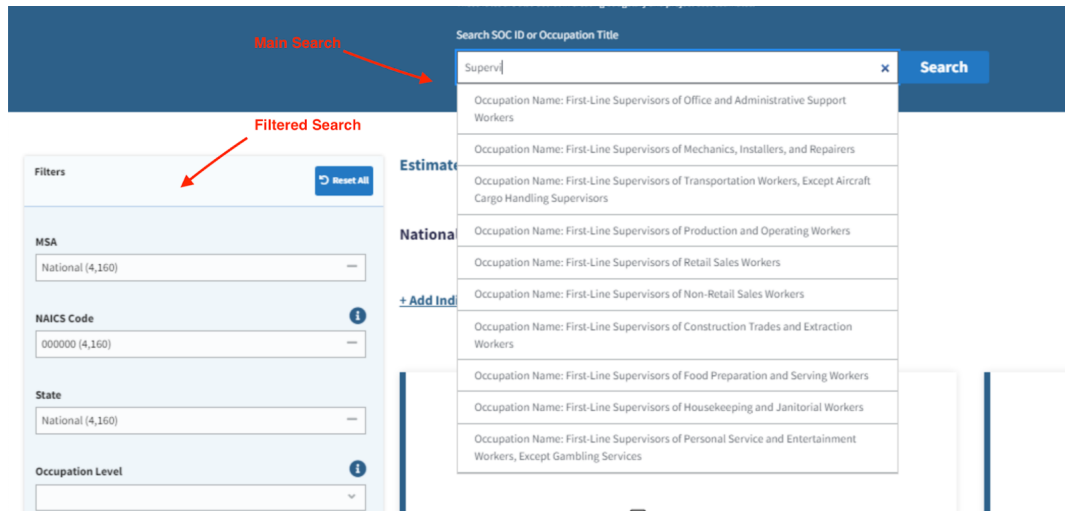 Search SOC ID or Occupation Title
Main Search
Supervi
Search
Occupation Name: First-Line Supervisors of Office and Administrative Support
Workers
Occupation Name: First-Line Supervisors of Mechanics, Installers, and Repairers
Occupation Name: First-Line Supervisors of Transportation Workers, Except Aircraft
Cargo Handling Supervisors
Occupation Name: First-Line Supervisors of Production and Operating Workers
Occupation Name: First-Line Supervisors of Retail Sales Workers
Occupation Name: First-Line Supervisors of Non-Retail Sales Workers
Occupation Name: First-Line Supervisors of Construction Trades and Extraction
Workers
Occupation Name: First-Line Supervisors of Food Preparation and Serving Workers
Occupation Name: First-Line Supervisors of Housekeeping and Janitorial Workers
Occupation Name: First-Line Supervisors of Personal Service and Entertainment
Workers, Except Gambling Services
Filtered Search
Filters
Reset All
MSA
National (4,160)
NAICS Code
000000 (4,160)
State
National (4,160)
Occupation Level
Estimate
National
+ Add Indi